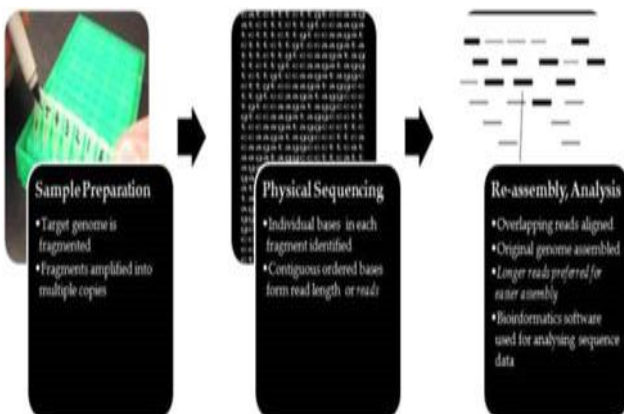 Sample Preparation
•Target genome is
fragmented
•Fragments amplified into
multiple copies
Physical Sequencing
•Individual bases in each
fragment identified
•Contiguous ordered bases
form read length or reads
Re-assembly, Analysis
•Overlapping reads aligned
•Original genome assembled
•Longer reads preferred for
easier assembly
•Bioinformatics software
used for analysing sequence
data